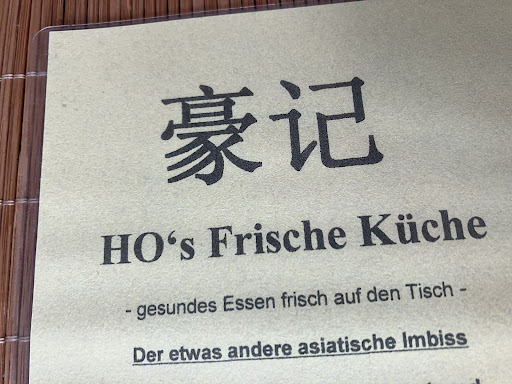 豪记
HO‘s Frische Küche
- gesundes Essen frisch auf den Tisch -
Der etwas andere asiatische Imbiss